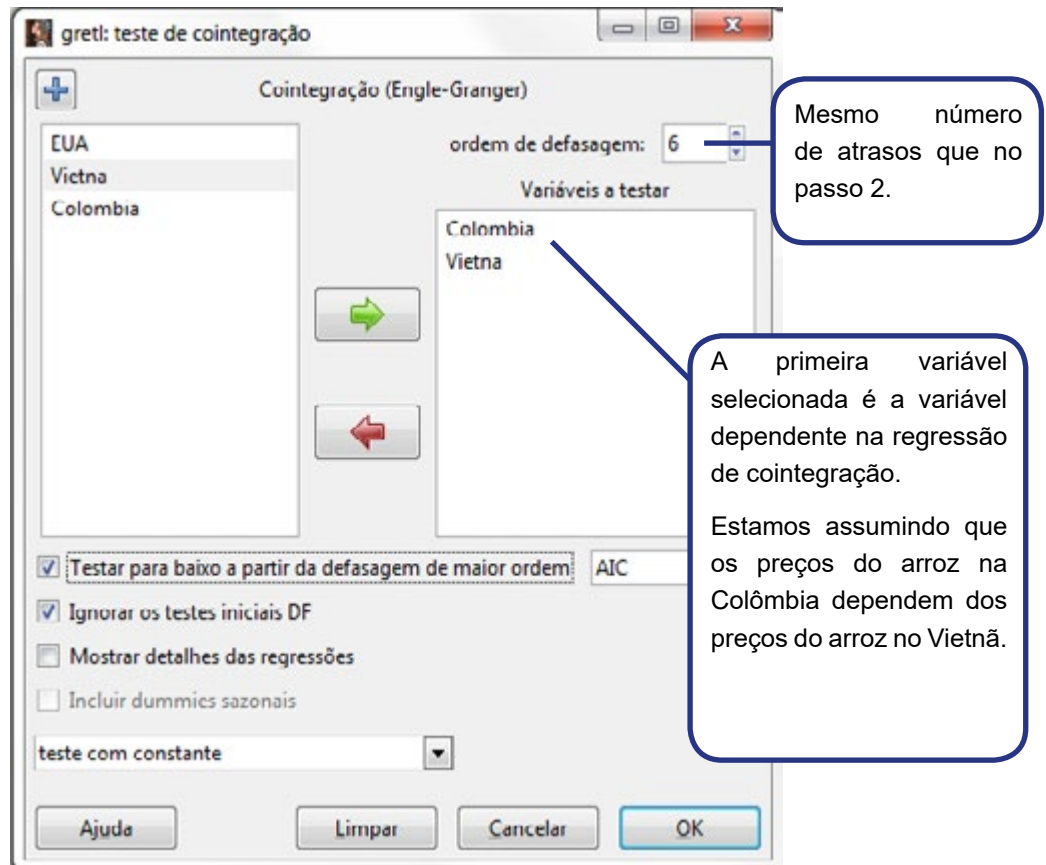 gretl: teste de cointegração
Cointegração (Engle-Granger)
EUA
Vietna
Colombia
ordem de defasagem: 6
Variáveis a testar
Colombia
Vietna
Testar para baixo a partir da defasagem de maior ordem AIC
Ignorar os testes iniciais DF
Mostrar detalhes das regressões
Incluir dummies sazonais
teste com constante
Ajuda Limpar Cancelar OK
Mesmo número
de atrasos que no
passo 2.
A primeira variável
selecionada é a variável
dependente na regressão
de cointegração.
Estamos assumindo que
os preços do arroz na
Colômbia dependem dos
preços do arroz no Vietnã.